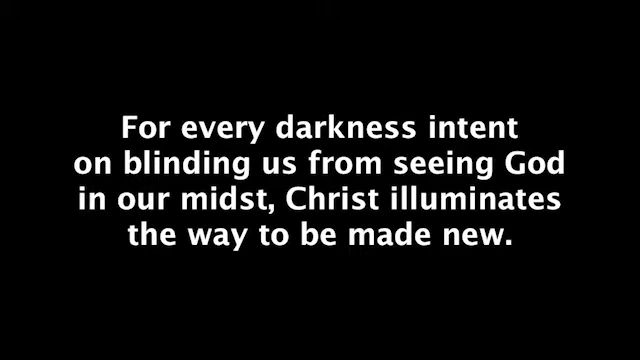 For every darkness intent
on blinding us from seeing God
in our midst, Christ illuminates
the way to be made new.